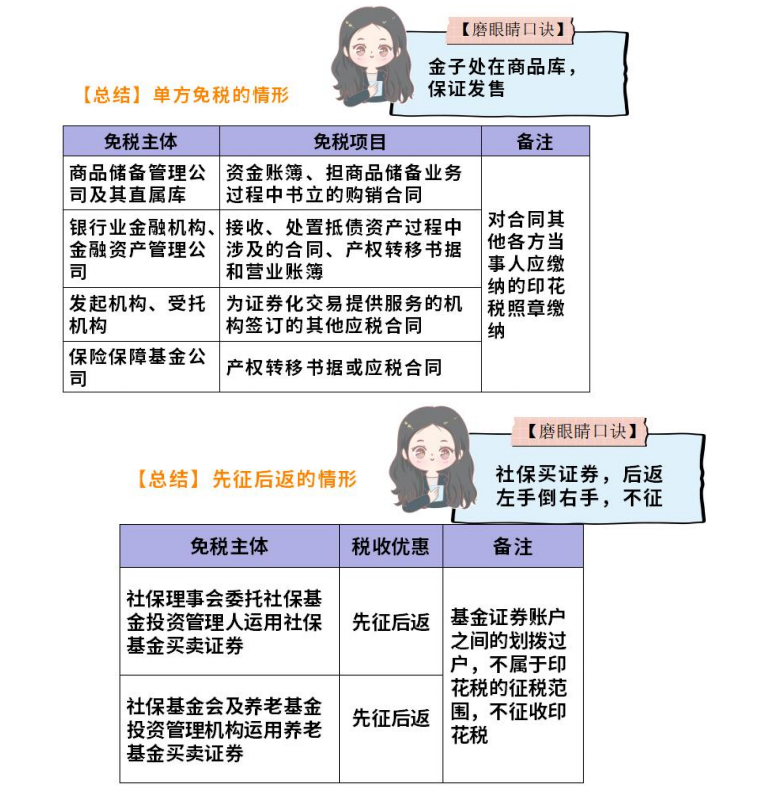 【磨眼睛口诀】
金子处在商品库，
保证发售
【总结】单方免税的情形
免税主体 免税项目 备注
商品储备管理公
司及其直属库
资金账簿、担商品储备业务
过程中书立的购销合同
银行业金融机构、
金融资产管理公
司
接收、处置抵债资产过程中
涉及的合同、产权转移书据
和营业账簿
发起机构、受托
机构
为证券化交易提供服务的机
构签订的其他应税合同
保险保障基金公
司
产权转移书据或应税合同
对合同其
他各方当
事人应缴
纳的印花
税照章缴
纳
【磨眼睛口诀】
社保买证券，后返
左手倒右手，不征
【总结】先征后返的情形
免税主体 税收优惠 备注
社保理事会委托社保基
金投资管理人运用社保
基金买卖证券
先征后返
社保基金会及养老基金
投资管理机构运用养老
基金买卖证券
先征后返
基金证券账户
之间的划拨过
户，不属于印
花税的征税范
围，不征收印
花税